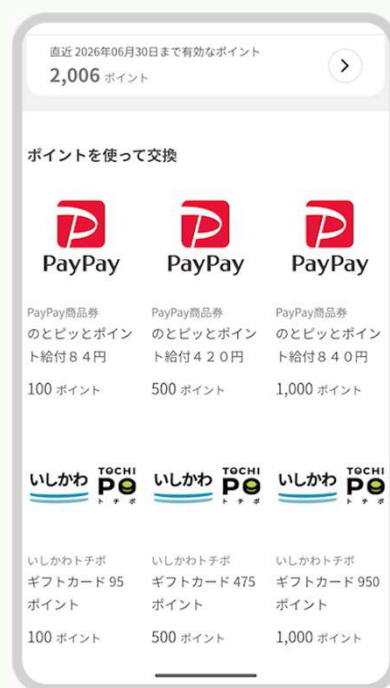 直近 2026年06月30日まで有効なポイント
2,006 ポイント
ポイントを使って交換
PayPay PayPay PayPay
PayPay商品券 PayPay商品券 PayPay商品券
のとピッとポイン のとピッとポイン のとピッとポイン
ト給付８４円 ト給付４２０円 ト給付８４０円
100 ポイント 500 ポイント 1,000 ポイント
いしかわ TOCHI PO トチポ いしかわ TOCHI PO トチポ いしかわ TOCHI PO トチポ
いしかわトチポ いしかわトチポ いしかわトチポ
ギフトカード 95 ギフトカード 475 ギフトカード 950
ポイント ポイント ポイント
100 ポイント 500 ポイント 1,000 ポイント